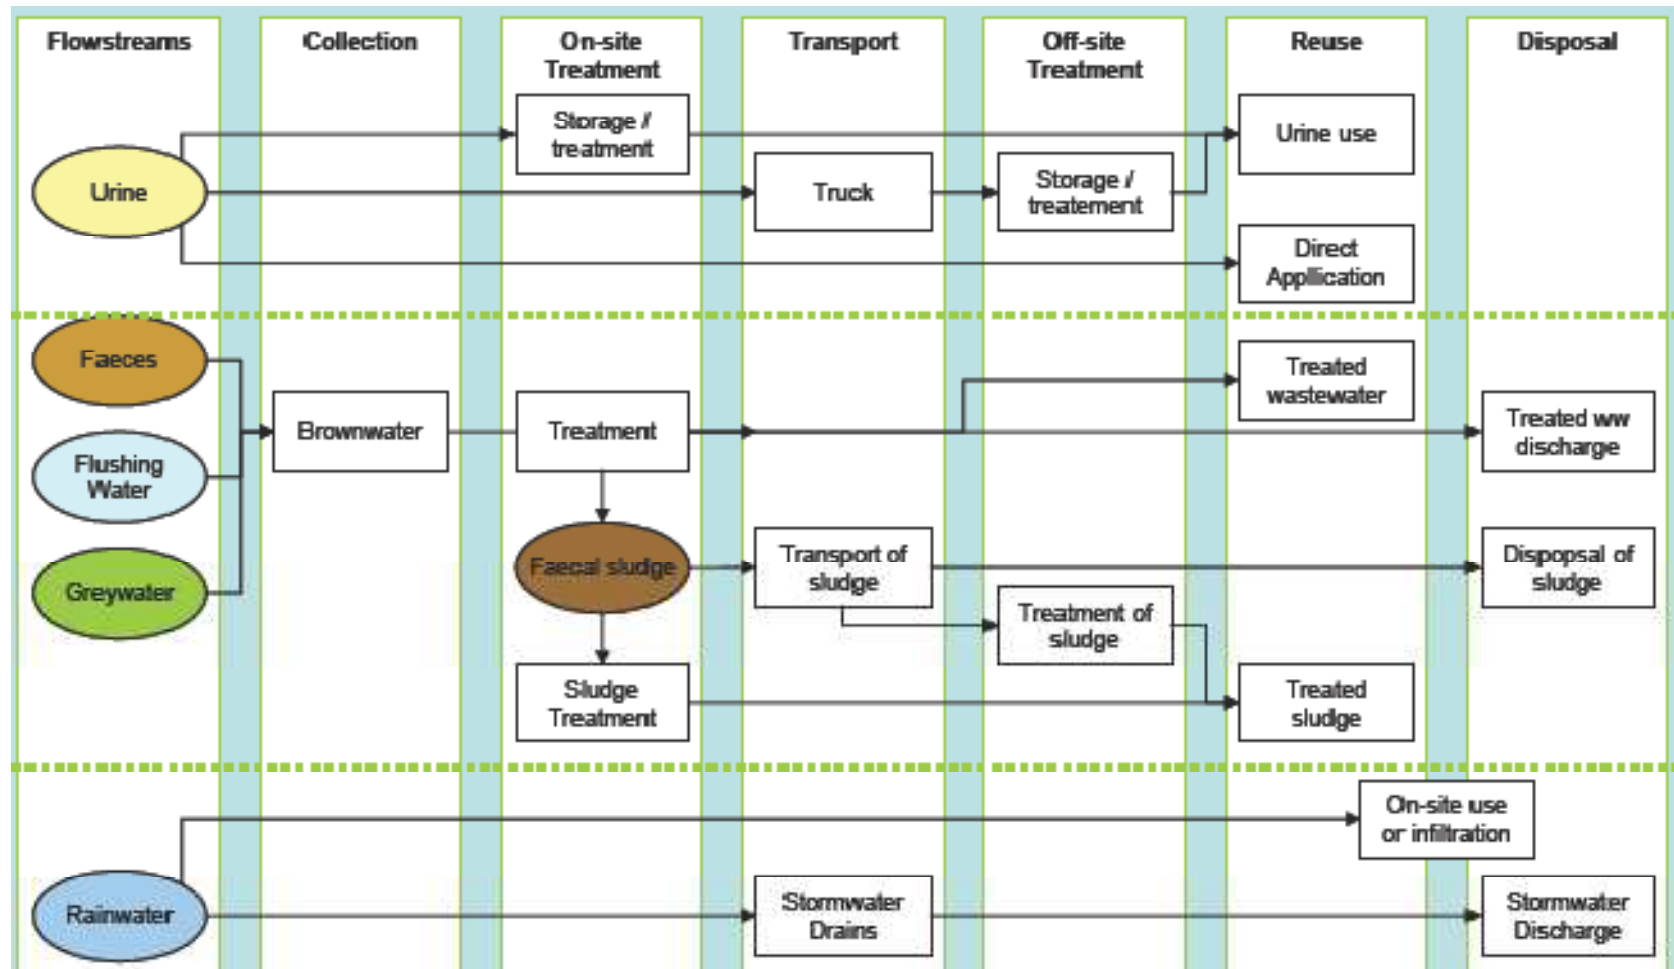 Flowstreams
Collection
On-site
Treatment
Transport
Off-site
Treatment
Reuse
Disposal
Storage /
treatment
Urine use
Urine
Truck
Storage /
treatement
Direct
Appllication
Faeces
Treated
wastewater
Brownwater
Treatment
Treated ww
discharge
Flushing
Water
Faecal sludge
Transport of
sludge
Dispopsal of
sludge
Greywater
Treatment of
sludge
Sludge
Treatment
Treated
sludge
On-site use
or infiltration
Rainwater
Stormwater
Drains
Stormwater
Discharge